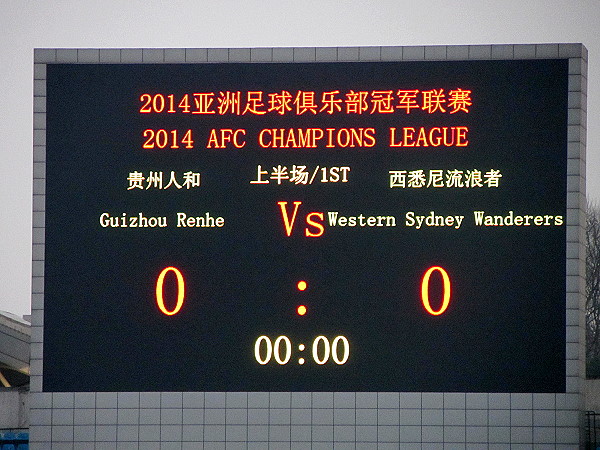 2014亚洲足球俱乐部冠军联赛
2014 AFC CHAMPIONS LEAGUE
贵州人和 上半场/1ST 西悉尼流浪者
Guizhou Renhe Vs Western Sydney Wanderers
0 : 0
00:00